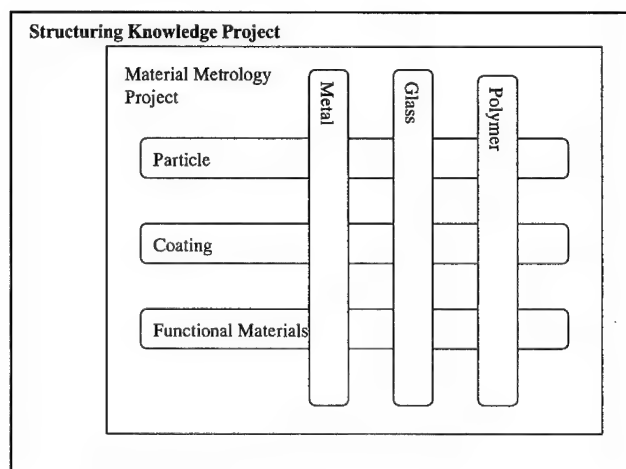 Structuring Knowledge Project
Material Metrology
Project
Metal
Glass
Polymer
Particle
Coating
Functional Materials